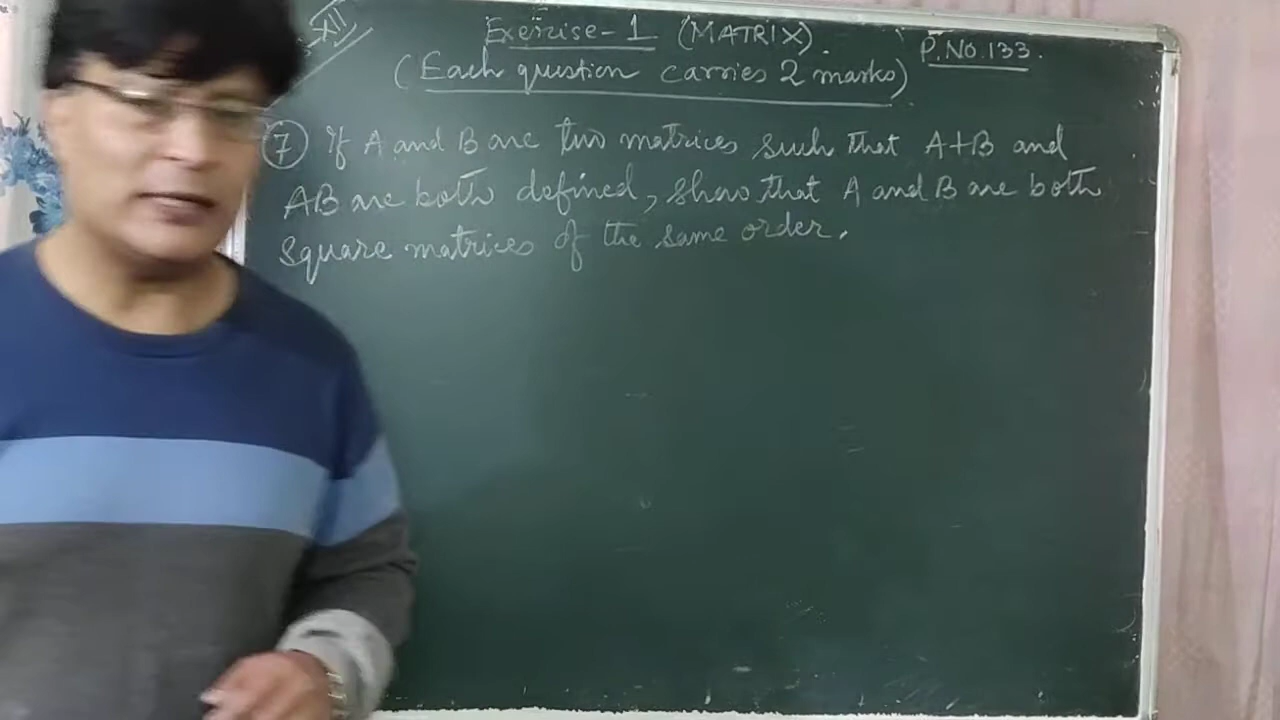 XII
Exercise-1 (MATRIX).
P.NO.133.
(Each question carries 2 marks)
7 If A and B are two matrices such that A+B and
AB are both defined, show that A and B are both
square matrices of the same order.